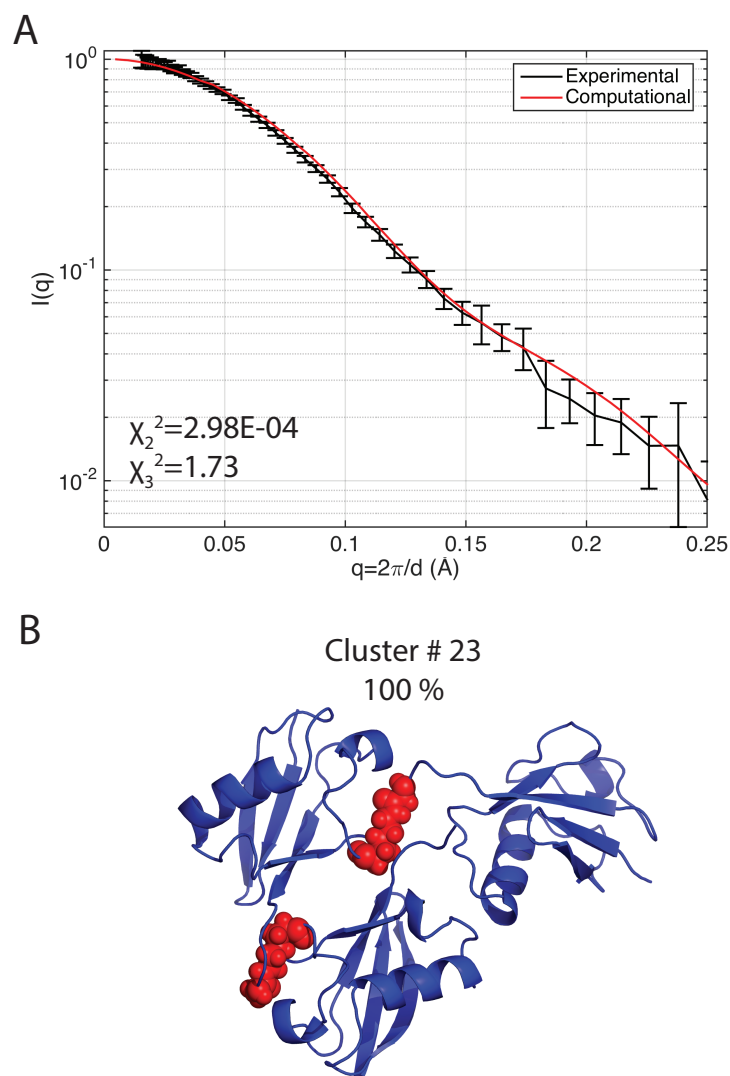 A
10⁰
10⁻¹
10⁻²
I(q)
Experimental
Computational
χ₂²=2.98E-04
χ₃²=1.73
0 0.05 0.1 0.15 0.2 0.25
q=2π/d (Å)
B
Cluster # 23
100 %